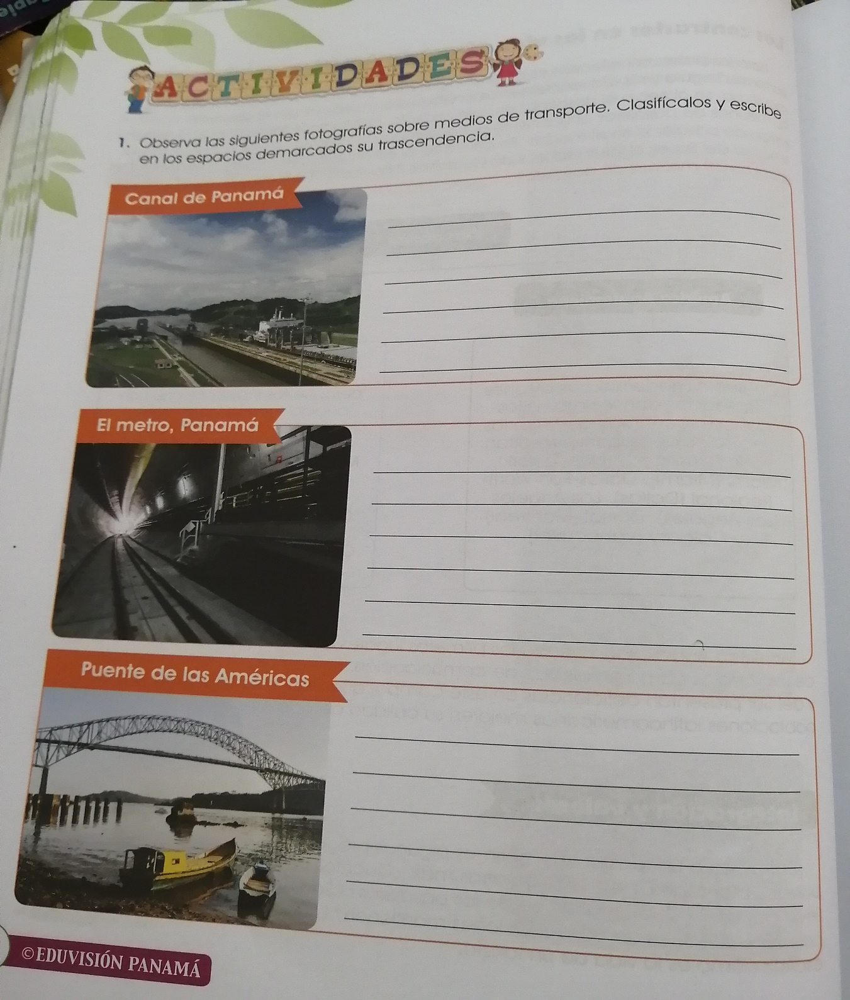 ACTIVIDADES
1. Observa las siguientes fotografías sobre medios de transporte. Clasifícalos y escribe
en los espacios demarcados su trascendencia.
Canal de Panamá
El metro, Panamá
Puente de las Américas
©EDUVISIÓN PANAMÁ